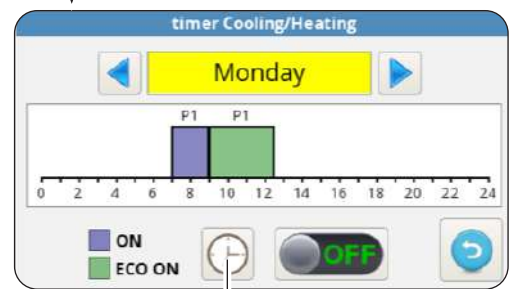 timer Cooling/Heating
Monday
P1 P1
0 2 4 6 8 10 12 14 16 18 20 22 24
ON
ECO ON
OFF